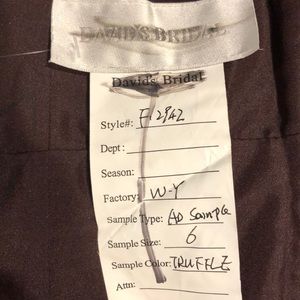 DAVID'S BRIDAL
David's Bridal
Style#: F12942
Dept :
Season:
Factory: W-Y
Sample Type: AD Sample
Sample Size: 6
Sample Color: TRUFFLE
Attn: